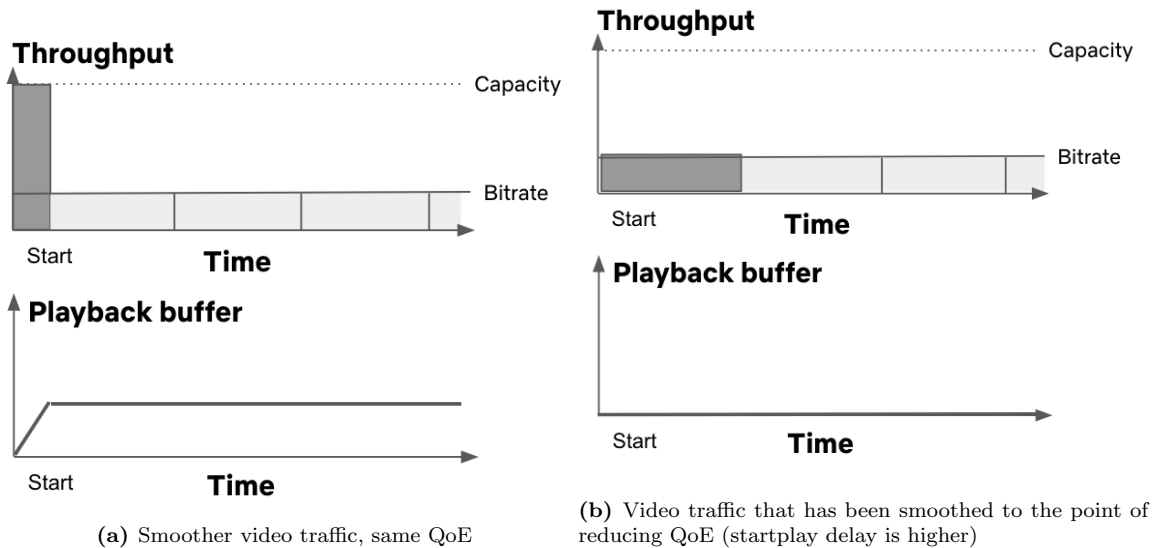 Throughput
Capacity
Bitrate
Start
Time
Playback buffer
Start
Time
(a) Smoother video traffic, same QoE
Throughput
Capacity
Bitrate
Start
Time
Playback buffer
Start
Time
(b) Video traffic that has been smoothed to the point of
reducing QoE (startplay delay is higher)